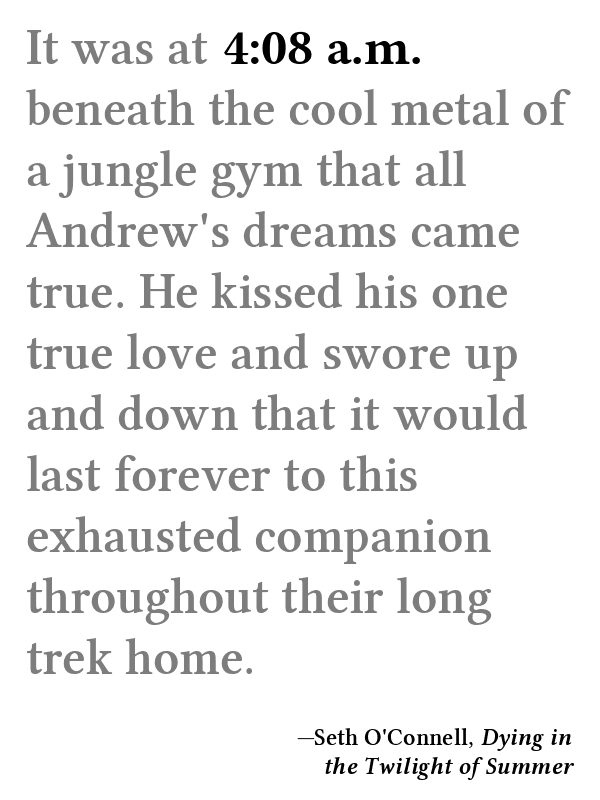 It was at 4:08 a.m.
beneath the cool metal of
a jungle gym that all
Andrew's dreams came
true. He kissed his one
true love and swore up
and down that it would
last forever to this
exhausted companion
throughout their long
trek home.
—Seth O'Connell, Dying in
the Twilight of Summer